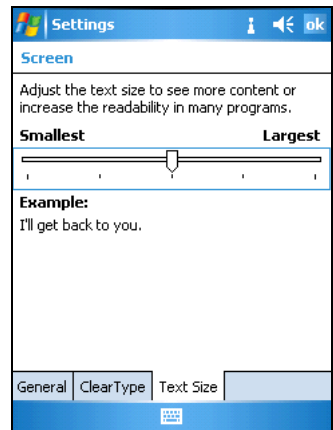 Settings
ok
Screen
Adjust the text size to see more content or
increase the readability in many programs.
Smallest Largest
Example:
I'll get back to you.
General ClearType Text Size